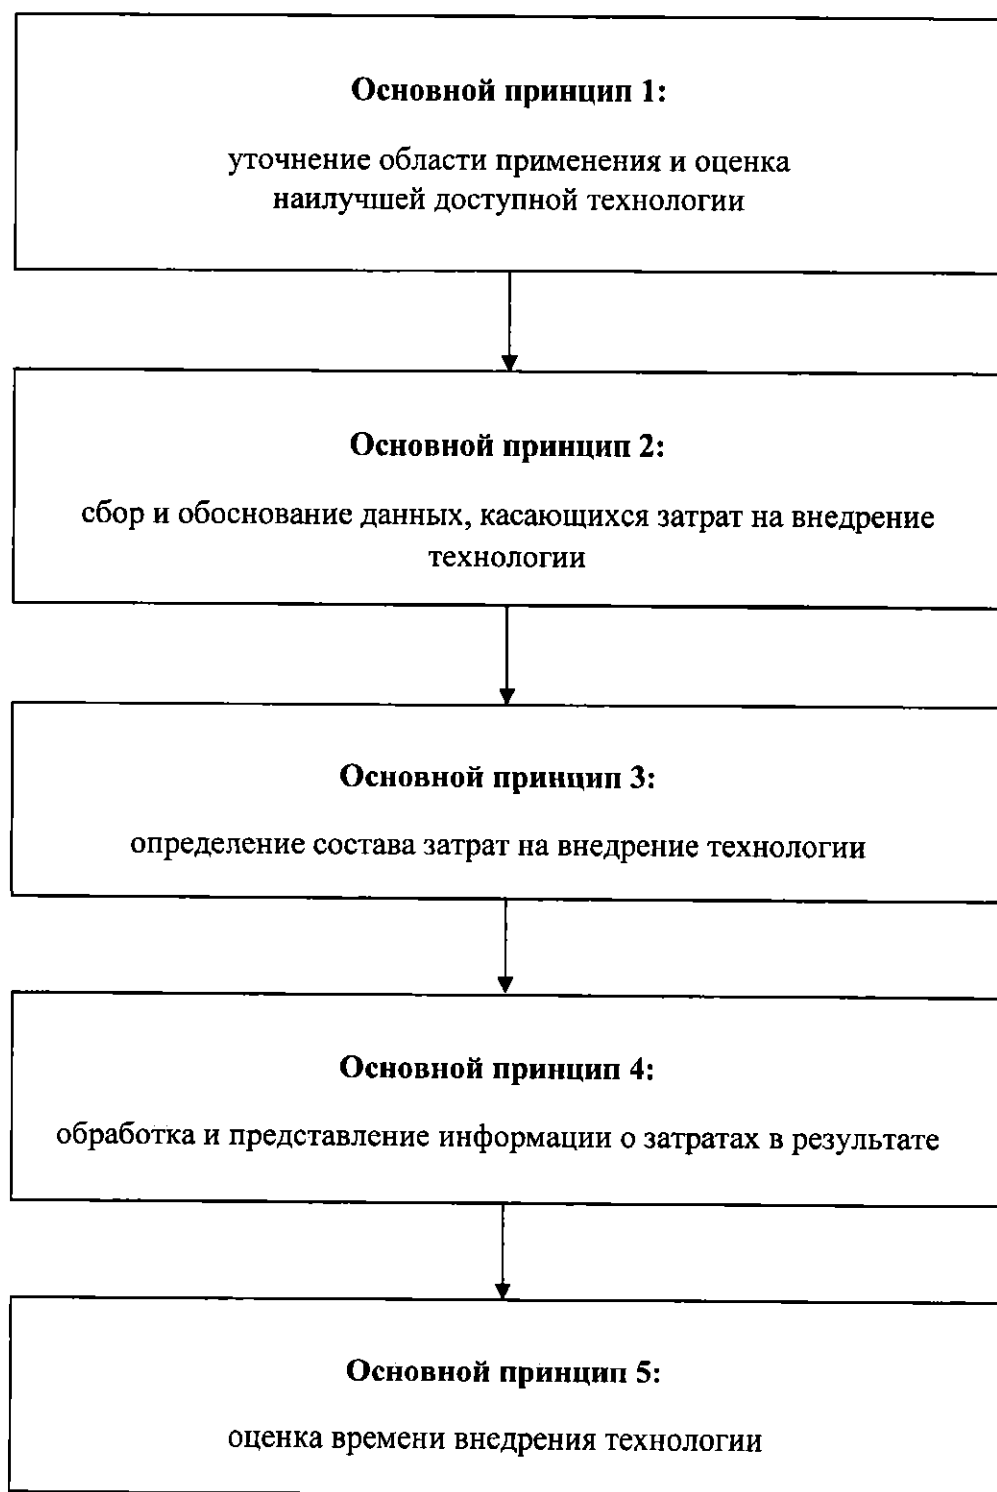 Основной принцип 1:
уточнение области применения и оценка
наилучшей доступной технологии
Основной принцип 2:
сбор и обоснование данных, касающихся затрат на внедрение
технологии
Основной принцип 3:
определение состава затрат на внедрение технологии
Основной принцип 4:
обработка и представление информации о затратах в результате
Основной принцип 5:
оценка времени внедрения технологии